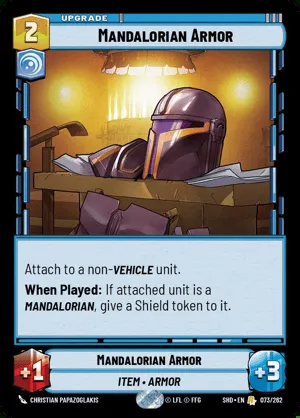 UPGRADE
2
MANDALORIAN ARMOR
Attach to a non-VEHICLE unit.
When Played: If attached unit is a
MANDALORIAN, give a Shield token to it.
MANDALORIAN ARMOR
+1
ITEM • ARMOR
+3
CHRISTIAN PAPAZOGLAKIS
© LFL © FFG
SHD • EN
073/262